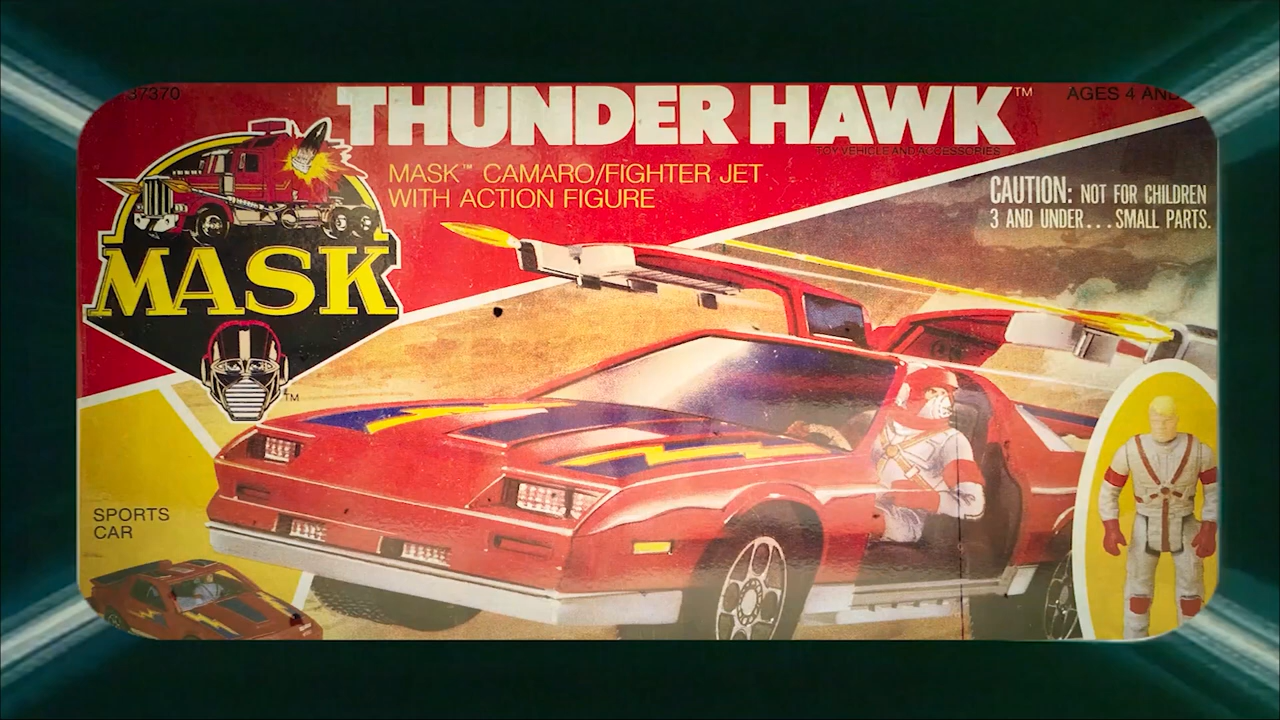 37370
THUNDER HAWK™
AGES 4 AND
TOY VEHICLE AND ACCESSORIES
MASK™ CAMARO/FIGHTER JET
WITH ACTION FIGURE
CAUTION: NOT FOR CHILDREN
3 AND UNDER...SMALL PARTS.
MASK
TM
SPORTS
CAR